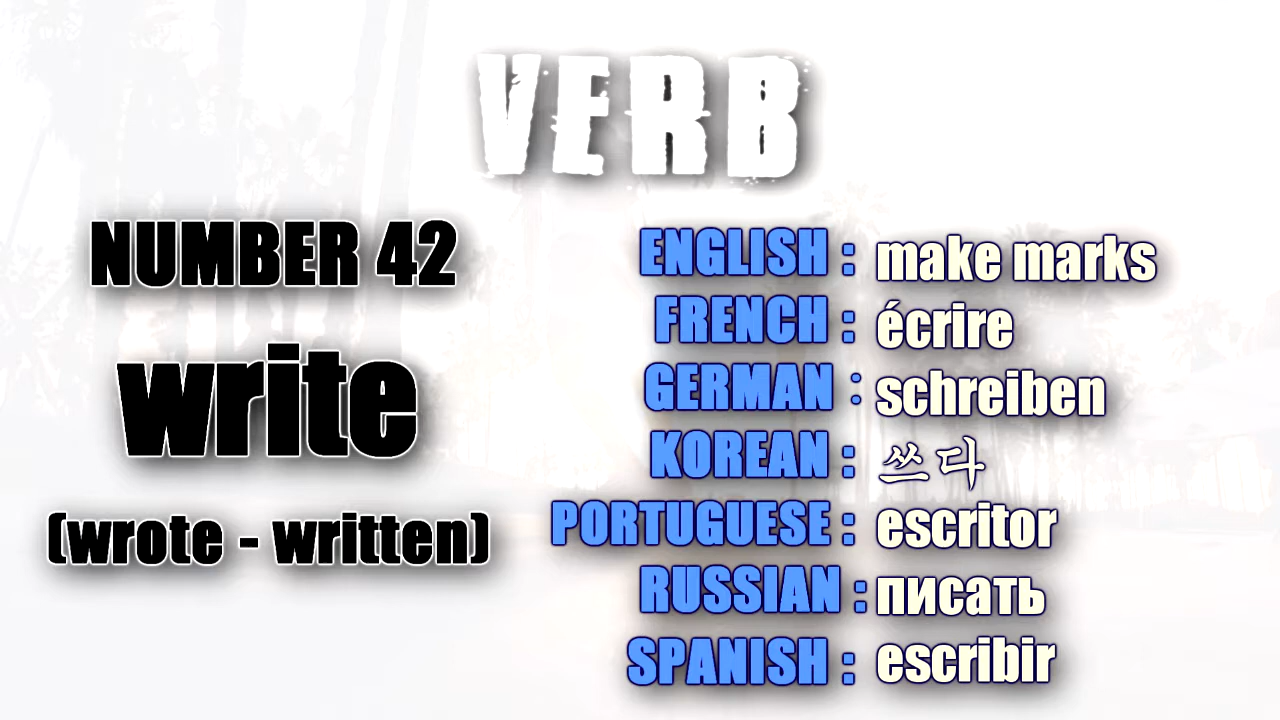 VERB
NUMBER 42
write
(wrote - written)
ENGLISH : make marks
FRENCH : écrire
GERMAN : schreiben
KOREAN : 쓰다
PORTUGUESE : escritor
RUSSIAN : писать
SPANISH : escribir